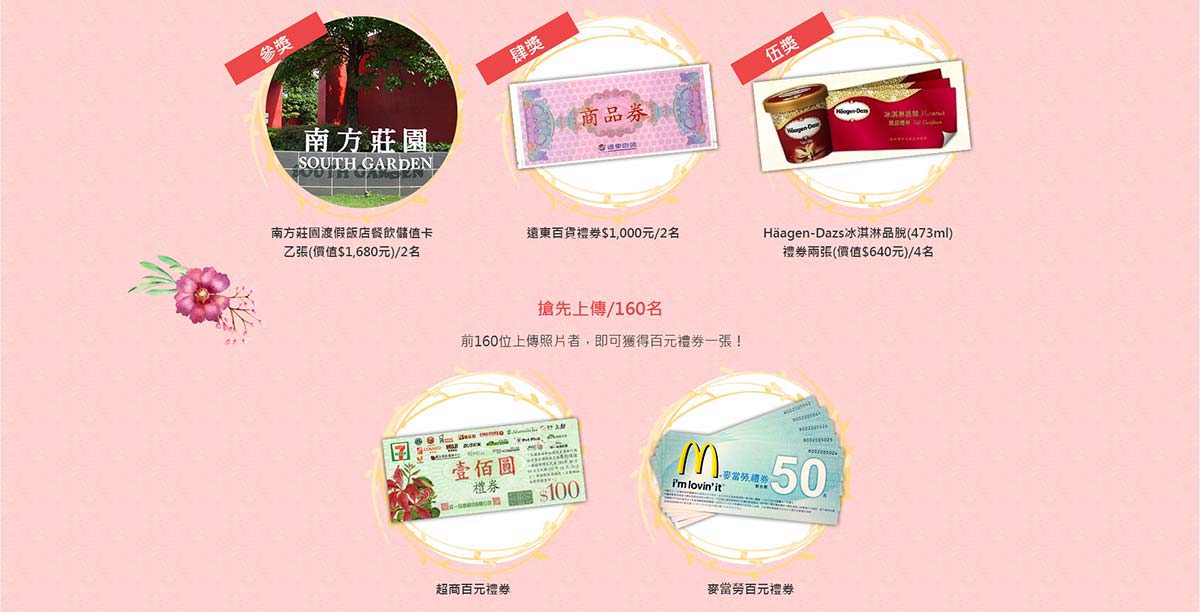 參獎
肆獎
伍獎
南方莊園
SOUTH GARDEN
商品券
遠東百貨
Häagen-Dazs
Häagen-Dazs
冰淇淋品脫
南方莊園渡假飯店餐飲儲值卡
乙張(價值$1,680元)/2名
遠東百貨禮券$1,000元/2名
Häagen-Dazs冰淇淋品脫(473ml)
禮券兩張(價值$640元)/4名
搶先上傳/160名
前160位上傳照片者，即可獲得百元禮券一張！
壹佰圓
禮券
$100
i'm lovin' it
麥當勞禮券
50
超商百元禮券
麥當勞百元禮券